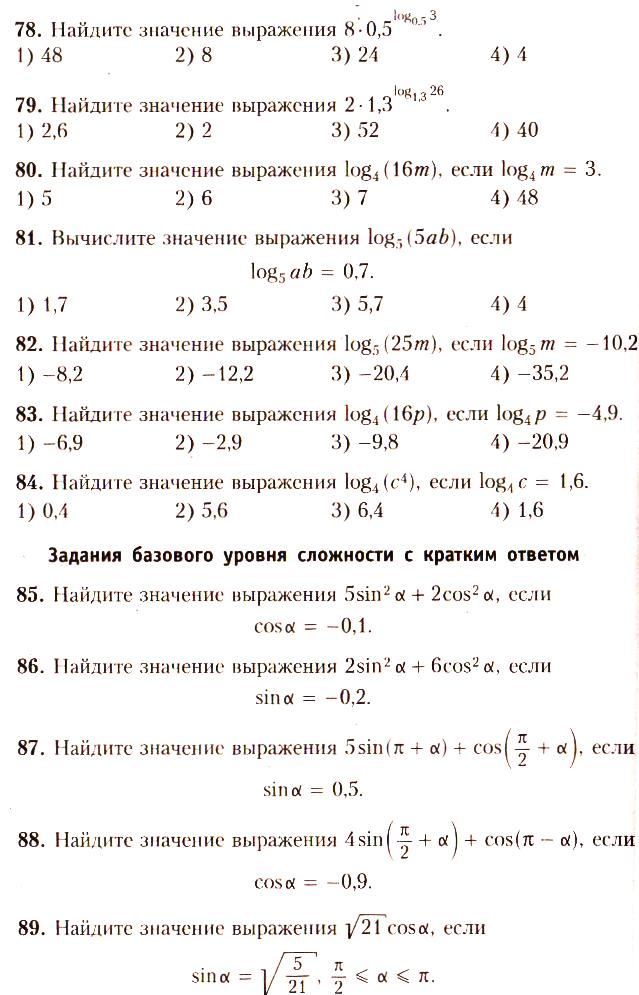 78. Найдите значение выражения 8·0,5^(log₀,₅ 3).
1) 48 2) 8 3) 24 4) 4
79. Найдите значение выражения 2·1,3^(log₁,₃ 26).
1) 2,6 2) 2 3) 52 4) 40
80. Найдите значение выражения log₄(16m), если log₄ m = 3.
1) 5 2) 6 3) 7 4) 48
81. Вычислите значение выражения log₅(5ab), если
log₅ ab = 0,7.
1) 1,7 2) 3,5 3) 5,7 4) 4
82. Найдите значение выражения log₅(25m), если log₅ m = −10,2
1) −8,2 2) −12,2 3) −20,4 4) −35,2
83. Найдите значение выражения log₄(16p), если log₄ p = −4,9.
1) −6,9 2) −2,9 3) −9,8 4) −20,9
84. Найдите значение выражения log₄(c⁴), если log₄ c = 1,6.
1) 0,4 2) 5,6 3) 6,4 4) 1,6
Задания базового уровня сложности с кратким ответом
85. Найдите значение выражения 5sin² α + 2cos² α, если
cos α = −0,1.
86. Найдите значение выражения 2sin² α + 6cos² α, если
sin α = −0,2.
87. Найдите значение выражения 5sin(π + α) + cos(π/2 + α), если
sin α = 0,5.
88. Найдите значение выражения 4sin(π/2 + α) + cos(π − α), если
cos α = −0,9.
89. Найдите значение выражения √21 cos α, если
sin α = √(5/21), π/2 ⩽ α ⩽ π.